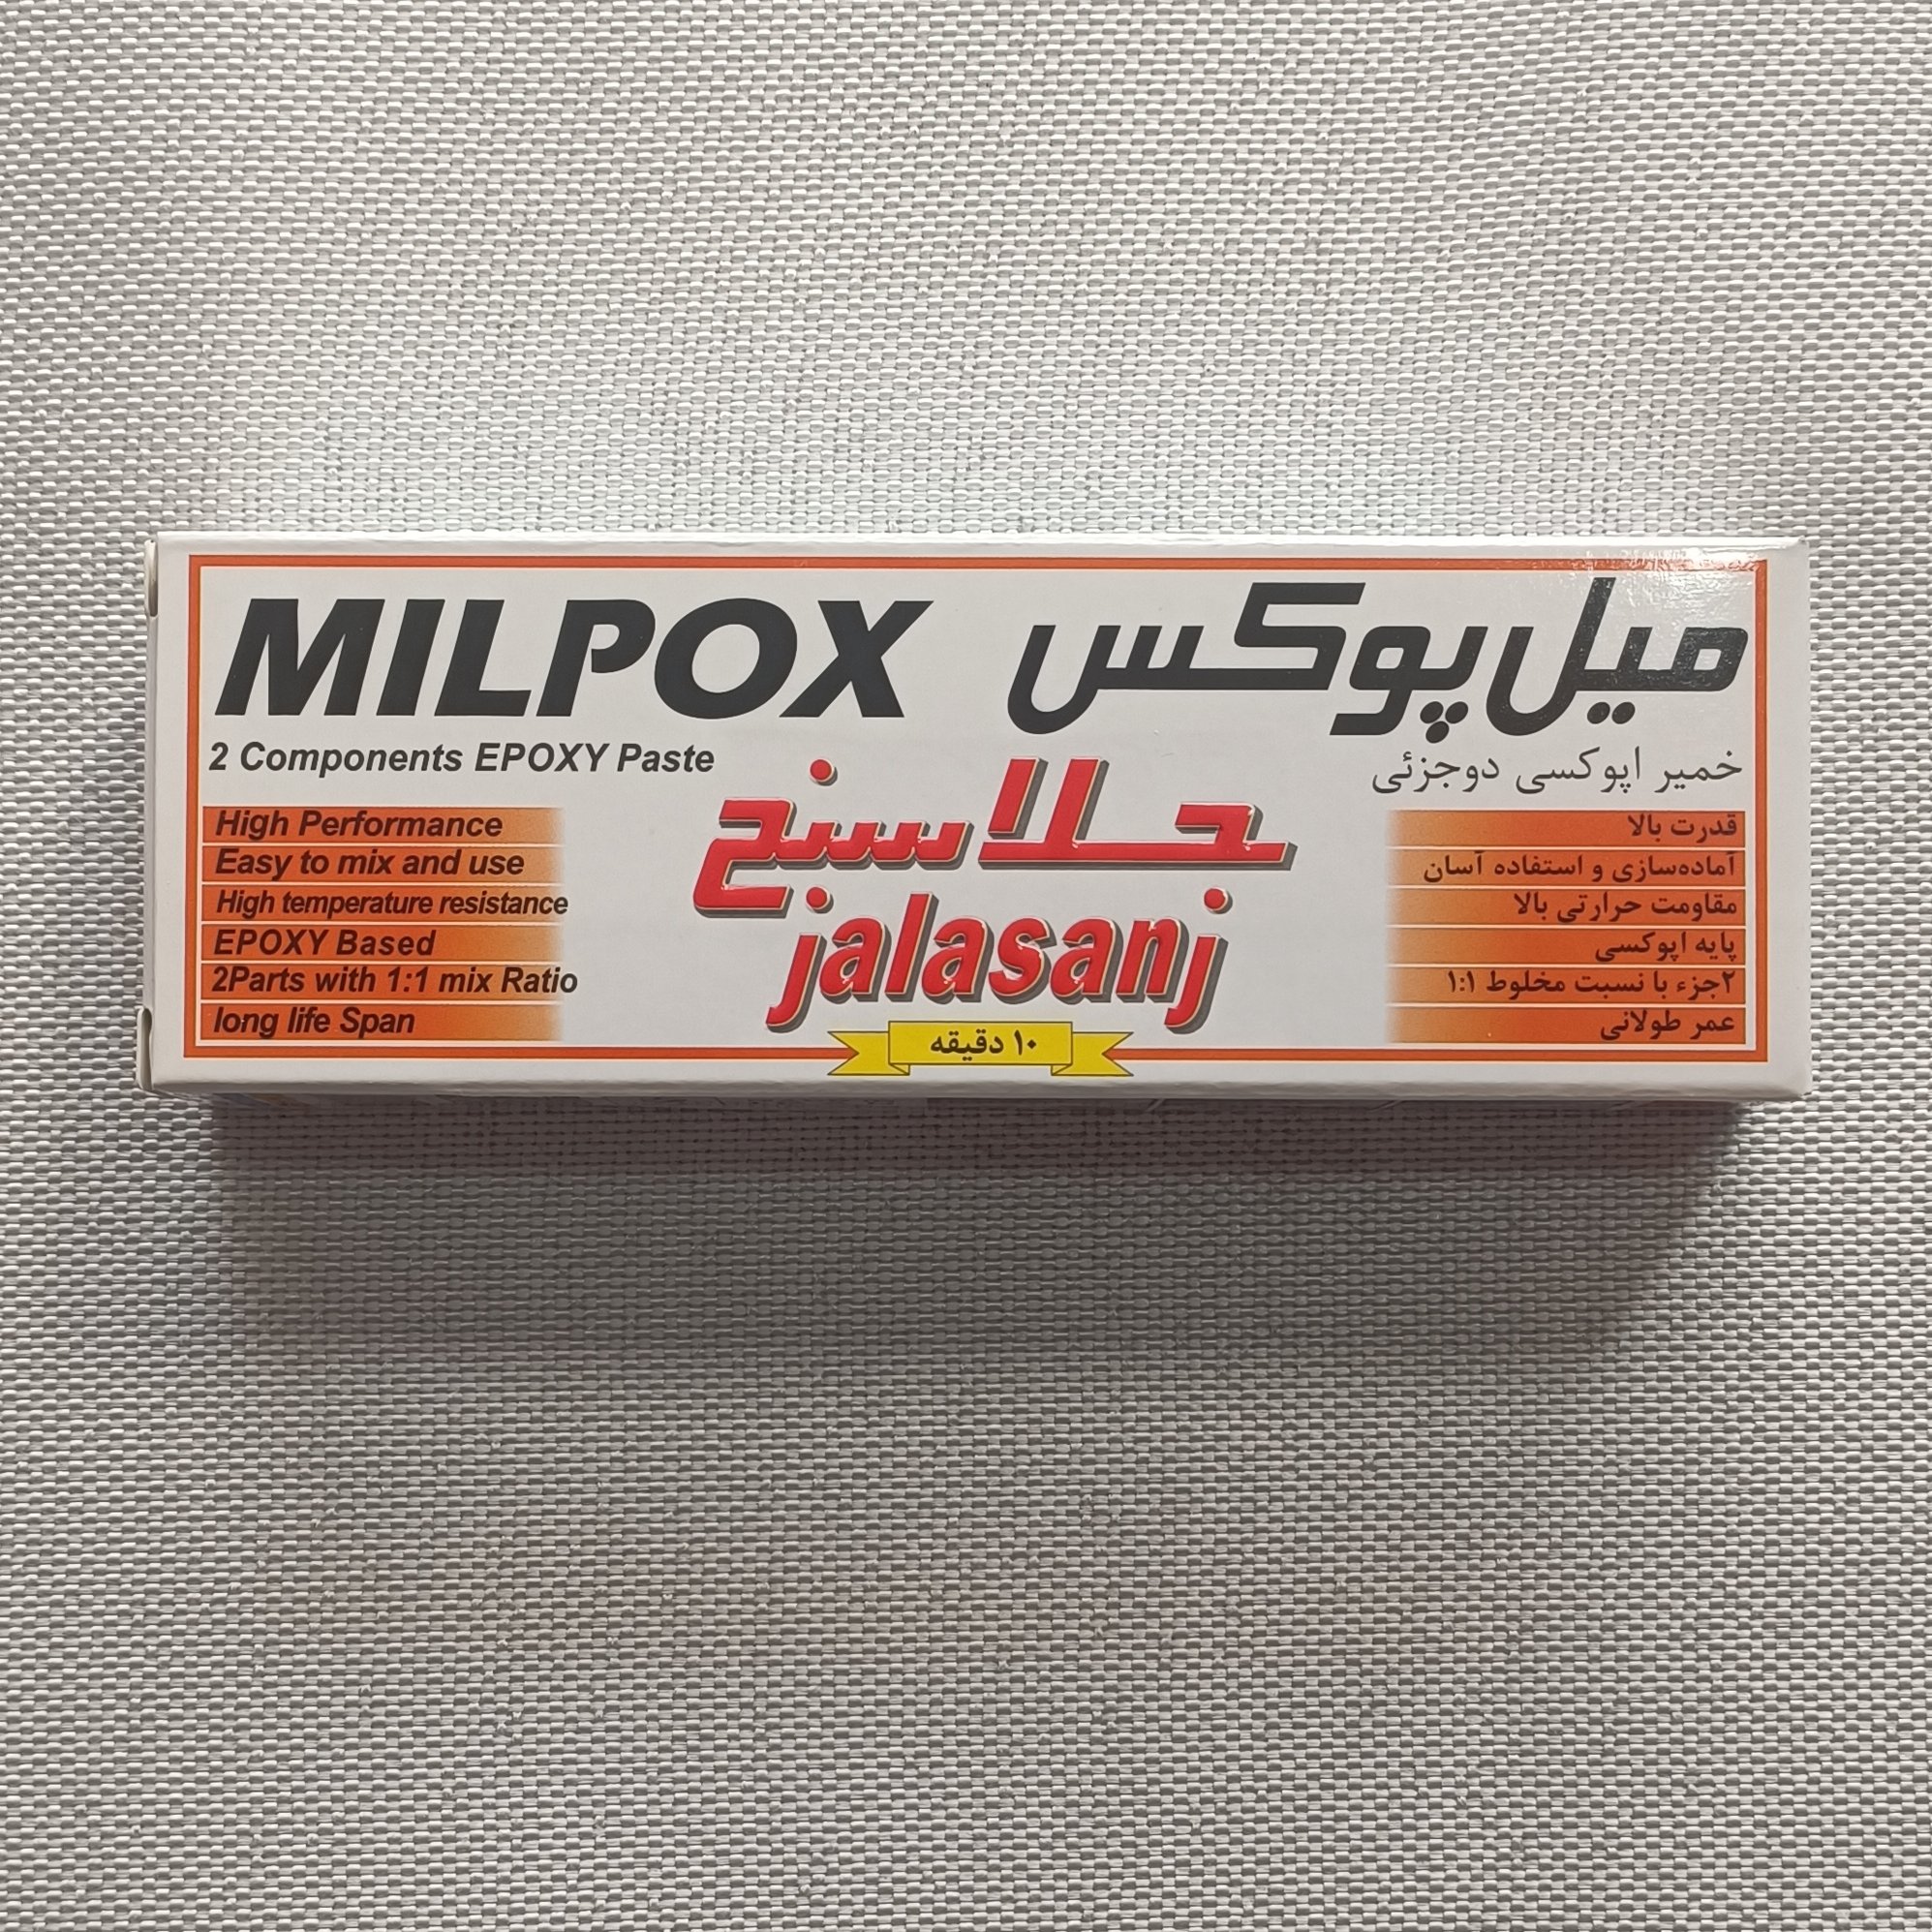 MILPOX
میل‌پوکس
2 Components EPOXY Paste
خمیر اپوکسی دوجزئی
جلاسنج
jalasanj
High Performance
Easy to mix and use
High temperature resistance
EPOXY Based
2Parts with 1:1 mix Ratio
long life Span
قدرت بالا
آماده‌سازی و استفاده آسان
مقاومت حرارتی بالا
پایه اپوکسی
۲جزء با نسبت مخلوط ۱:۱
عمر طولانی
۱۰ دقیقه